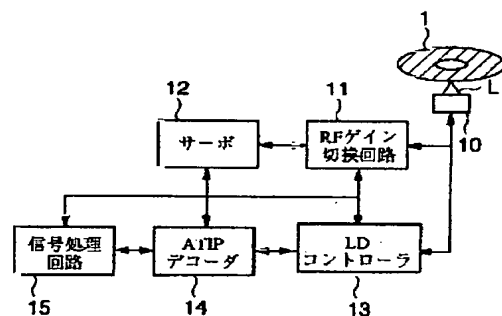 1
L
10
12
サーボ
11
RFゲイン
切換回路
信号処理
回路
15
ATIP
デコーダ
14
LD
コントローラ
13